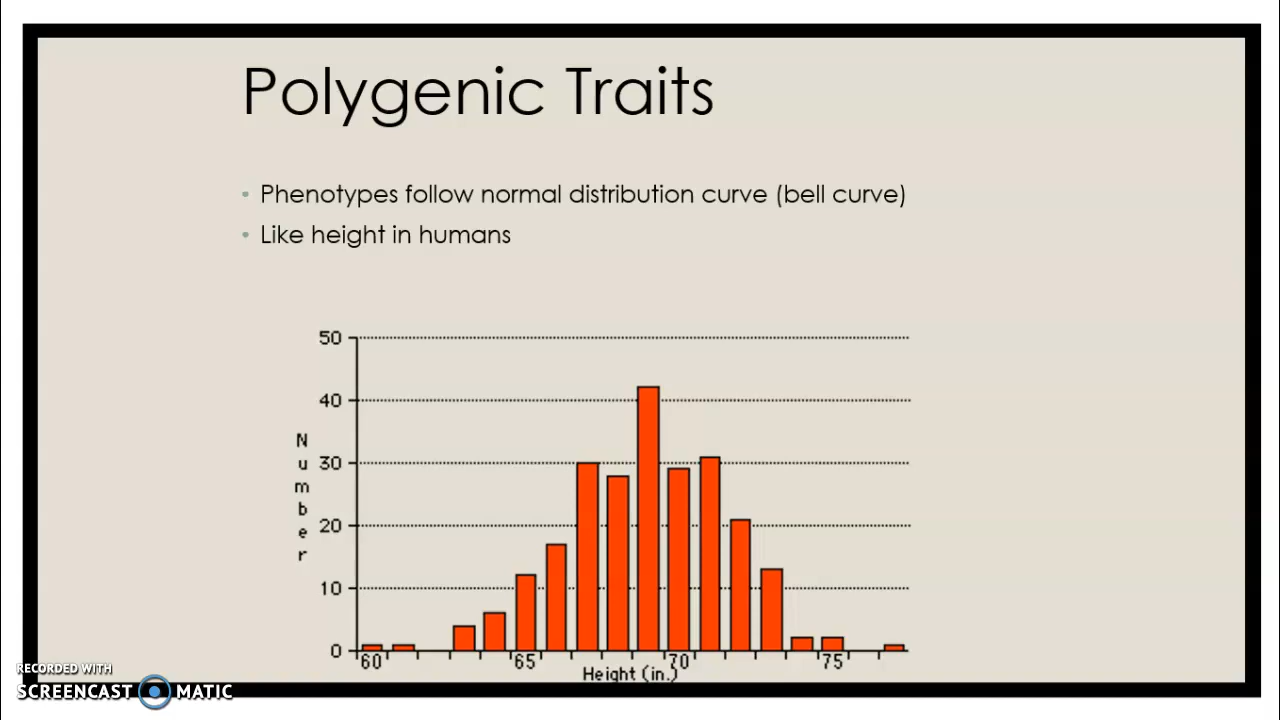 Polygenic Traits
• Phenotypes follow normal distribution curve (bell curve)
• Like height in humans
50
40
30
20
10
0
Number
60 65 70 75
Height (in.)
RECORDED WITH
SCREENCAST MATIC